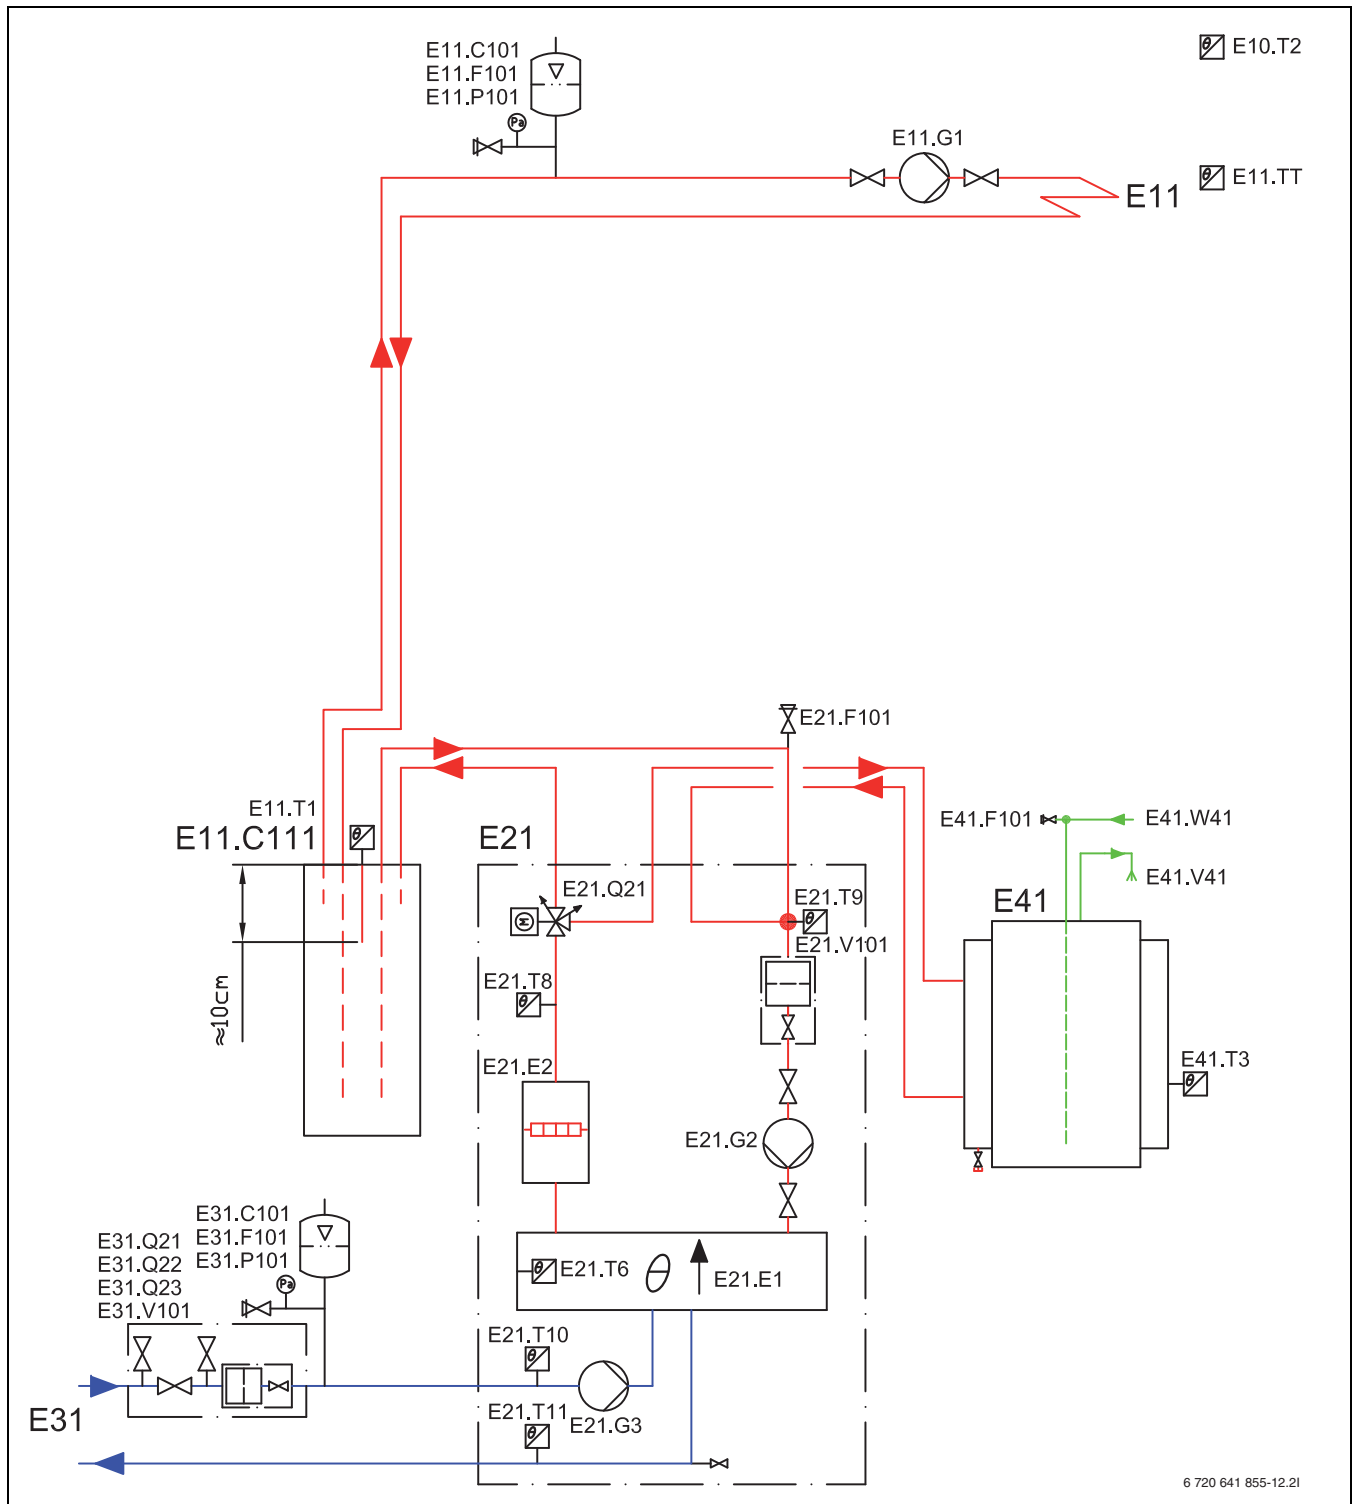 E11.C101
E11.F101
E11.P101
Pa
E10.T2
θ
E11.G1
E11.TT
θ
E11
E21.F101
E11.T1
E11.C111
θ
E21
E21.Q21
M
E21.T9
θ
E21.V101
E41.F101
E41.W41
E41.V41
E41
≈10cm
E21.T8
θ
E21.E2
E41.T3
θ
E21.G2
E31.C101
E31.F101
E31.P101
Pa
E31.Q21
E31.Q22
E31.Q23
E31.V101
θ
E21.T6
θ
E21.E1
E21.T10
θ
E31
E21.T11
θ
E21.G3
6 720 641 855-12.2I